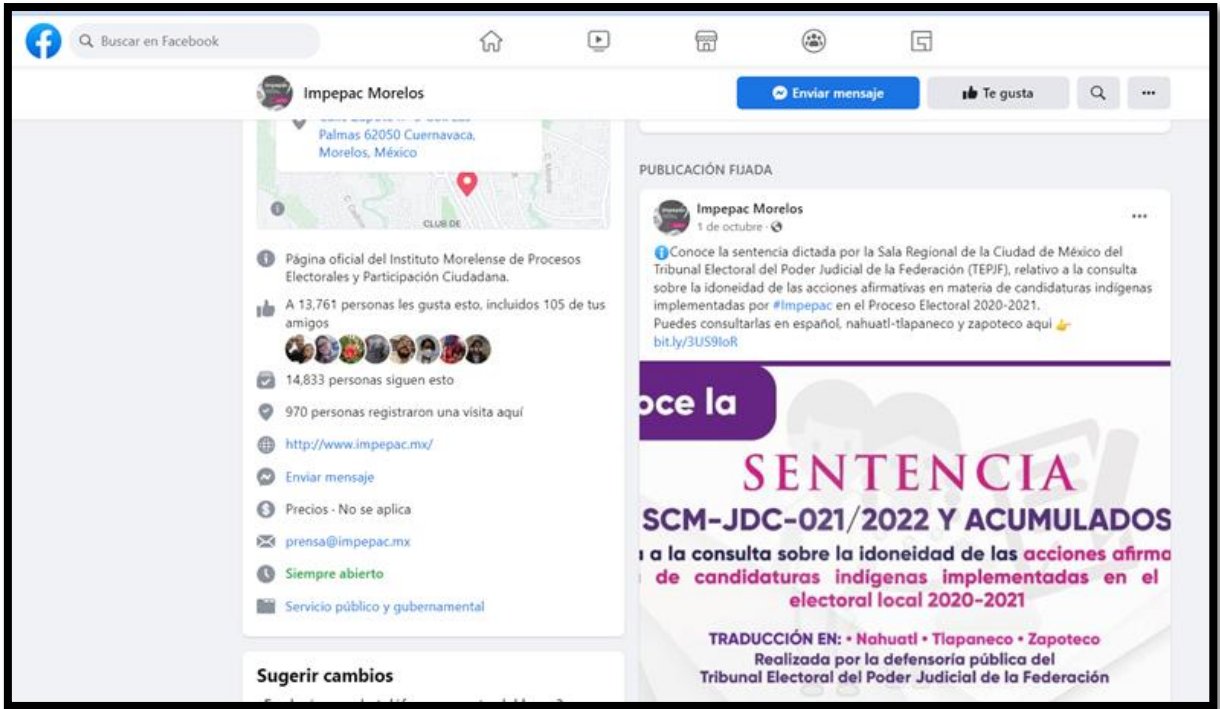 Buscar en Facebook
Impepac Morelos
Enviar mensaje
Te gusta
Palmas 62050 Cuernavaca,
Morelos, México
CLUB DE
Página oficial del Instituto Morelense de Procesos
Electorales y Participación Ciudadana.
A 13,761 personas les gusta esto, incluidos 105 de tus
amigos
14,833 personas siguen esto
970 personas registraron una visita aquí
http://www.impepac.mx/
Enviar mensaje
Precios · No se aplica
prensa@impepac.mx
Siempre abierto
Servicio público y gubernamental
Sugerir cambios
PUBLICACIÓN FIJADA
Impepac Morelos
1 de octubre ·
Conoce la sentencia dictada por la Sala Regional de la Ciudad de México del
Tribunal Electoral del Poder Judicial de la Federación (TEPJF), relativo a la consulta
sobre la idoneidad de las acciones afirmativas en materia de candidaturas indígenas
implementadas por #Impepac en el Proceso Electoral 2020-2021.
Puedes consultarlas en español, nahuatl-tlapaneco y zapoteco aquí 👉
bit.ly/3US9IoR
oce la
SENTENCIA
SCM-JDC-021/2022 Y ACUMULADOS
a la consulta sobre la idoneidad de las acciones afirma
de candidaturas indígenas implementadas en el
electoral local 2020-2021
TRADUCCIÓN EN: • Nahuatl • Tlapaneco • Zapoteco
Realizada por la defensoría pública del
Tribunal Electoral del Poder Judicial de la Federación